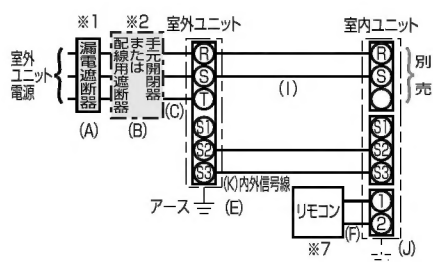 ※1
※2
室外ユニット
室内ユニット
室外
ユニット
電源
漏電遮断器
手元開閉器
または
配線用遮断器
(A)
(B)
(C)
R
S
T
S1
S2
S3
(I)
R
S
S1
S2
S3
別売
(K)内外信号線
アース
(E)
リモコン
※7
(F)
1
2
(J)